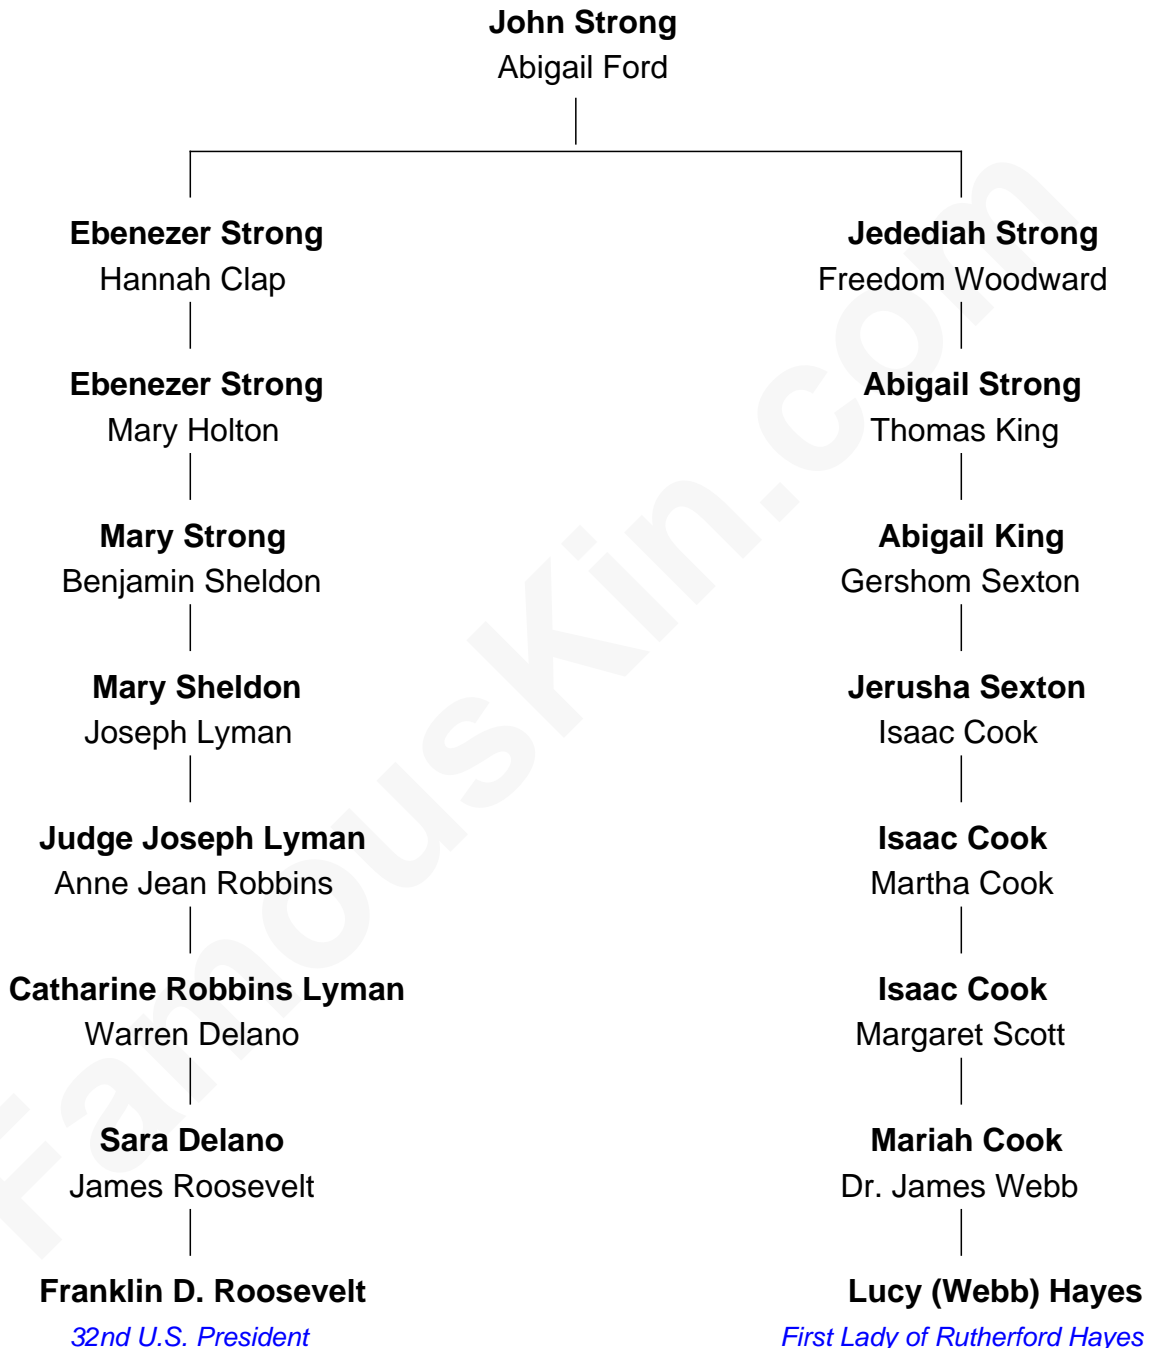 John Strong
Abigail Ford
Ebenezer Strong
Hannah Clap
Jedediah Strong
Freedom Woodward
Ebenezer Strong
Mary Holton
Abigail Strong
Thomas King
Mary Strong
Benjamin Sheldon
Abigail King
Gershom Sexton
Mary Sheldon
Joseph Lyman
Jerusha Sexton
Isaac Cook
Judge Joseph Lyman
Anne Jean Robbins
Isaac Cook
Martha Cook
Catharine Robbins Lyman
Warren Delano
Isaac Cook
Margaret Scott
Sara Delano
James Roosevelt
Mariah Cook
Dr. James Webb
Franklin D. Roosevelt
32nd U.S. President
Lucy (Webb) Hayes
First Lady of Rutherford Hayes
FamousKin.com